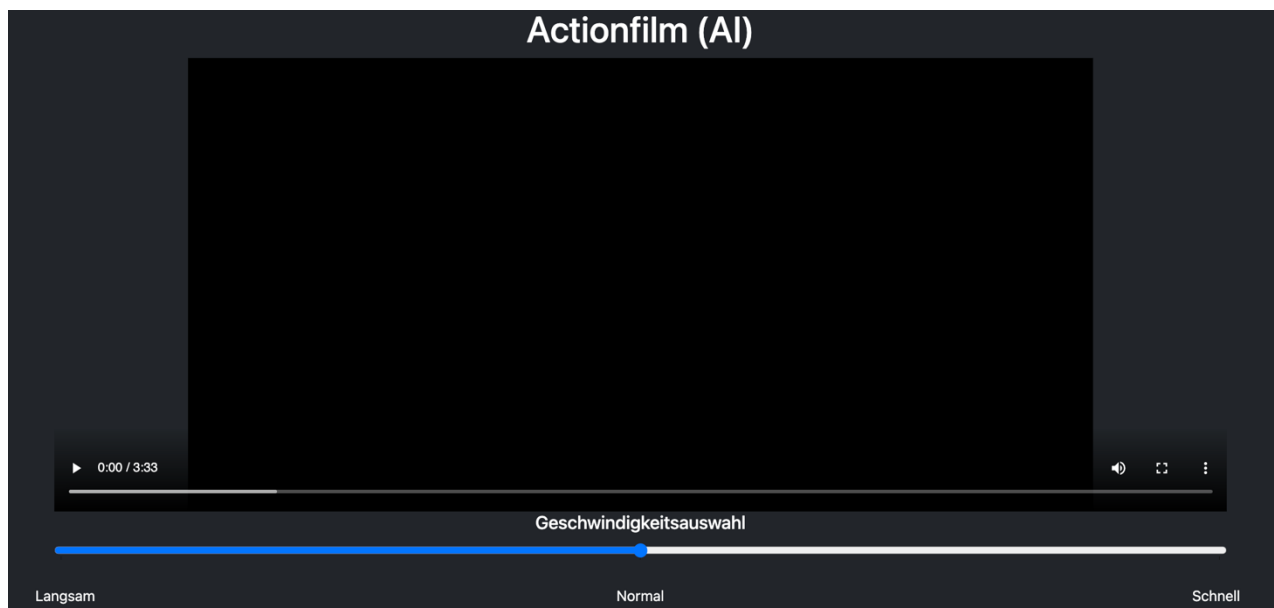 Actionfilm (AI)
0:00 / 3:33
Geschwindigkeitsauswahl
Langsam Normal Schnell